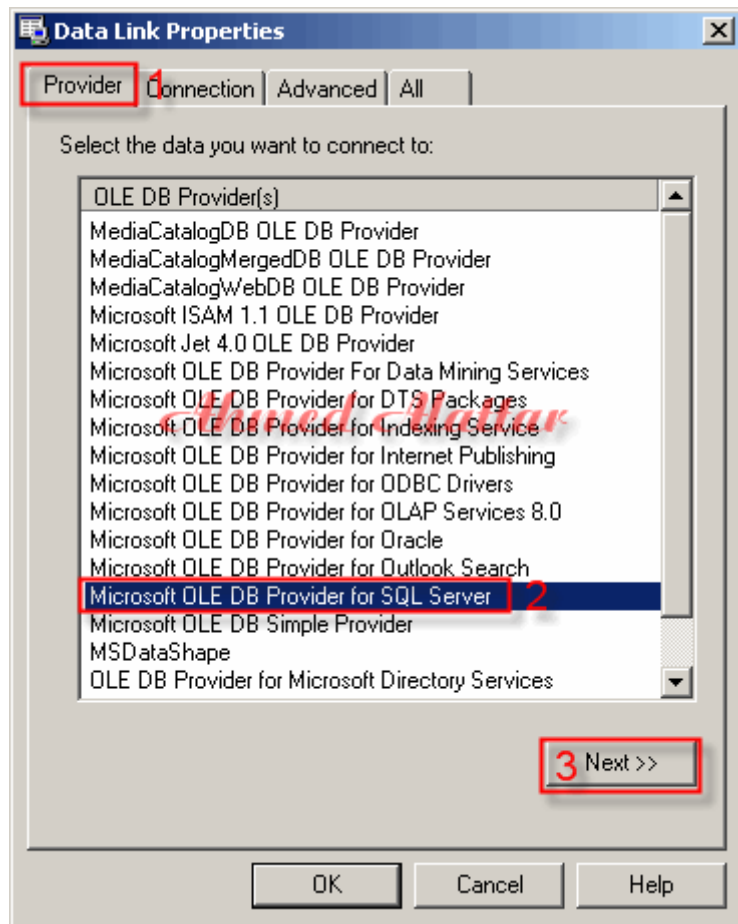 Data Link Properties
Provider 1 Connection Advanced All
Select the data you want to connect to:
OLE DB Provider(s)
MediaCatalogDB OLE DB Provider
MediaCatalogMergedDB OLE DB Provider
MediaCatalogWebDB OLE DB Provider
Microsoft ISAM 1.1 OLE DB Provider
Microsoft Jet 4.0 OLE DB Provider
Microsoft OLE DB Provider For Data Mining Services
Microsoft OLE DB Provider for DTS Packages
Ahmed Alattar
Microsoft OLE DB Provider for Indexing Service
Microsoft OLE DB Provider for Internet Publishing
Microsoft OLE DB Provider for ODBC Drivers
Microsoft OLE DB Provider for OLAP Services 8.0
Microsoft OLE DB Provider for Oracle
Microsoft OLE DB Provider for Outlook Search
Microsoft OLE DB Provider for SQL Server 2
Microsoft OLE DB Simple Provider
MSDataShape
OLE DB Provider for Microsoft Directory Services
3 Next >>
OK Cancel Help